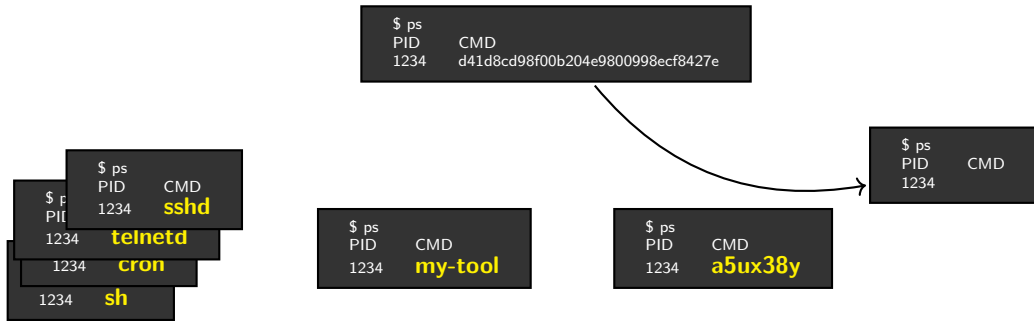 $ ps
PID CMD
1234 d41d8cd98f00b204e9800998ecf8427e
$ ps
PID CMD
1234
$ ps
PID CMD
1234 sshd
1234 telnetd
1234 cron
1234 sh
$ ps
PID CMD
1234 my-tool
$ ps
PID CMD
1234 a5ux38y